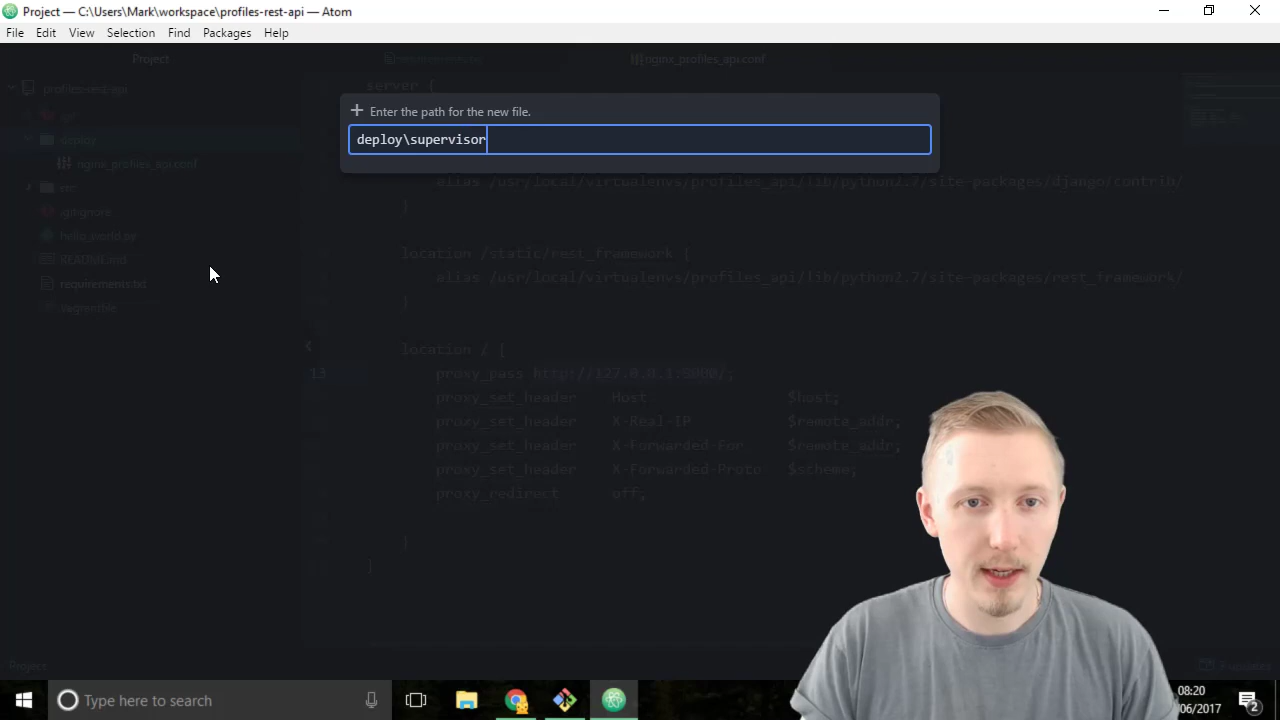 Project — C:\Users\Mark\workspace\profiles-rest-api — Atom
File Edit View Selection Find Packages Help
Project
nginx_profiles_api.conf
profiles-rest-api
server {
+ Enter the path for the new file.
deploy\supervisor
.git
deploy
nginx_profiles_api.conf
src
.gitignore
hello_world.py
README.md
requirements.txt
Vagrantfile
alias /usr/local/virtualenvs/profiles_api/lib/python2.7/site-packages/django/contrib/
}
location /static/rest_framework {
alias /usr/local/virtualenvs/profiles_api/lib/python2.7/site-packages/rest_framework/
}
location / {
13 proxy_pass http://127.0.0.1:8080/;
proxy_set_header Host $host;
proxy_set_header X-Real-IP $remote_addr;
proxy_set_header X-Forwarded-For $remote_addr;
proxy_set_header X-Forwarded-Proto $scheme;
proxy_redirect off;
}
}
Project
Type here to search
08:20
06/2017
2